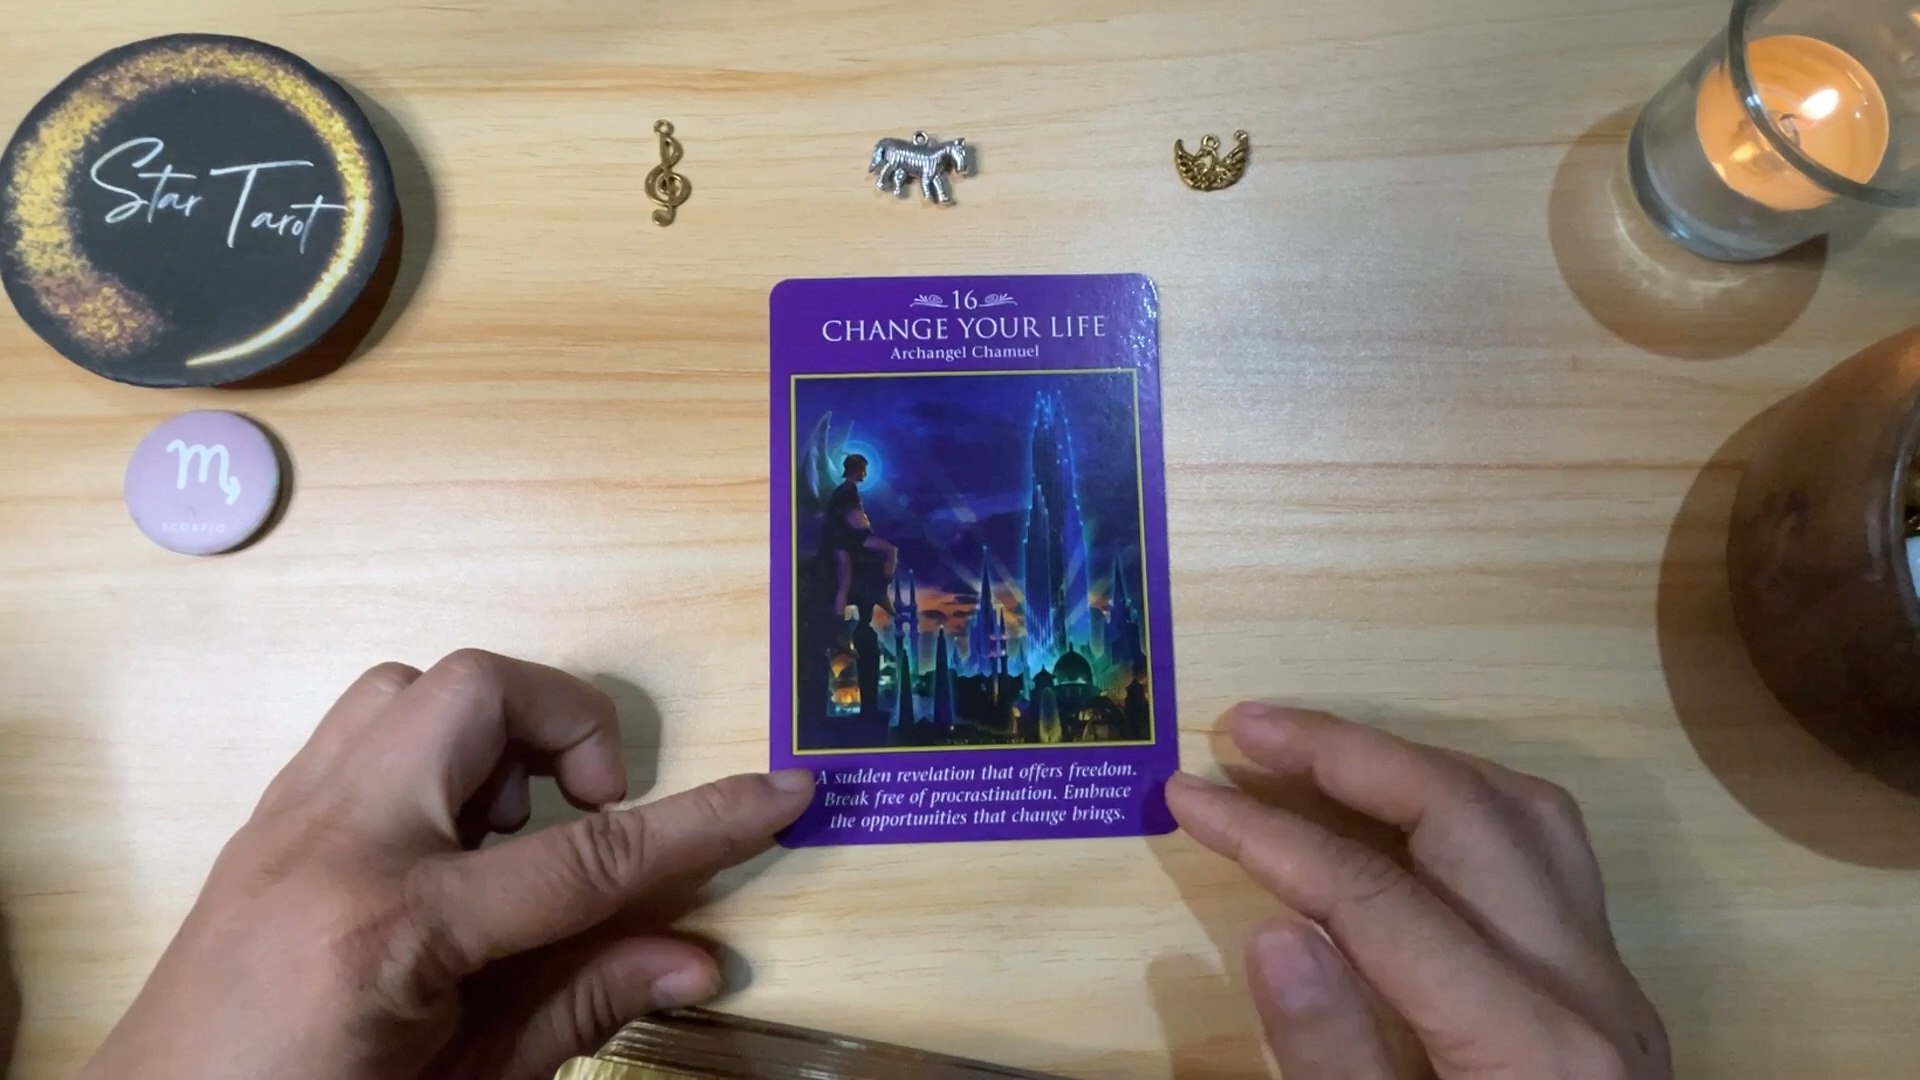 Star Tarot
SCORPIO
16
CHANGE YOUR LIFE
Archangel Chamuel
A sudden revelation that offers freedom.
Break free of procrastination. Embrace
the opportunities that change brings.